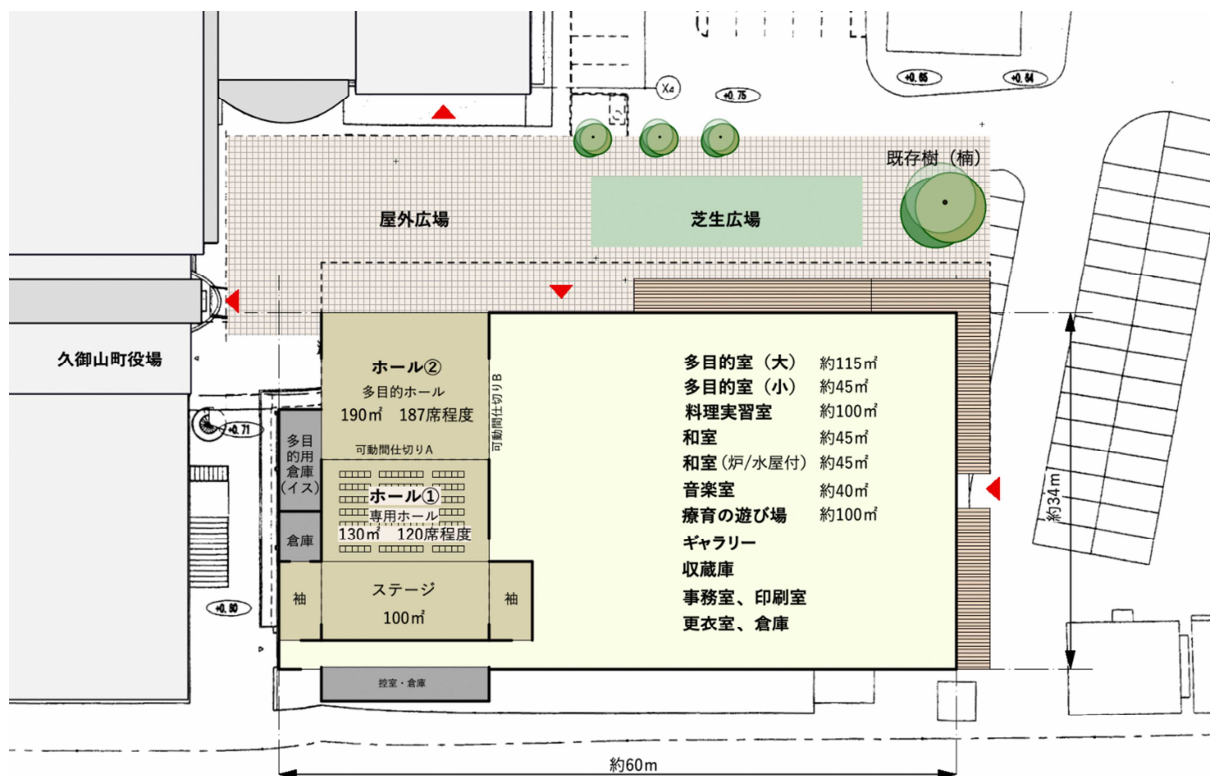 +0.65
+0.64
X4
+0.75
既存樹（楠）
屋外広場
芝生広場
久御山町役場
ホール②
多目的ホール
190㎡ 187席程度
可動間仕切りB
可動間仕切りA
+0.71
多目的用倉庫(イス)
ホール①
専用ホール
130㎡ 120席程度
倉庫
ステージ
100㎡
袖
袖
+0.80
控室・倉庫
多目的室（大） 約115㎡
多目的室（小） 約45㎡
料理実習室 約100㎡
和室 約45㎡
和室(炉/水屋付) 約45㎡
音楽室 約40㎡
療育の遊び場 約100㎡
ギャラリー
収蔵庫
事務室、印刷室
更衣室、倉庫
約34m
約60m